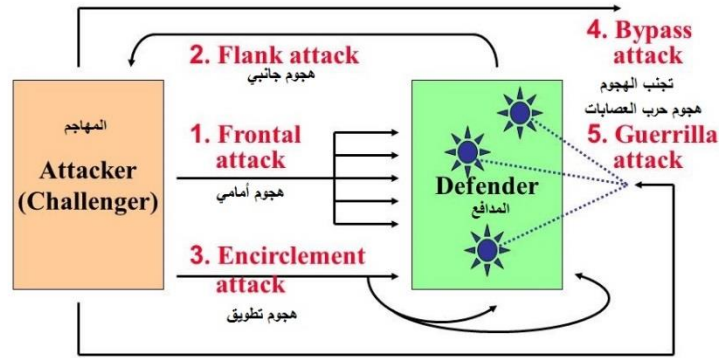 2. Flank attack
هجوم جانبي
4. Bypass
attack
تجنب الهجوم
هجوم حرب العصابات
5. Guerrilla
attack
المهاجم
Attacker
(Challenger)
1. Frontal
attack
هجوم أمامي
Defender
المدافع
3. Encirclement
attack
هجوم تطويق